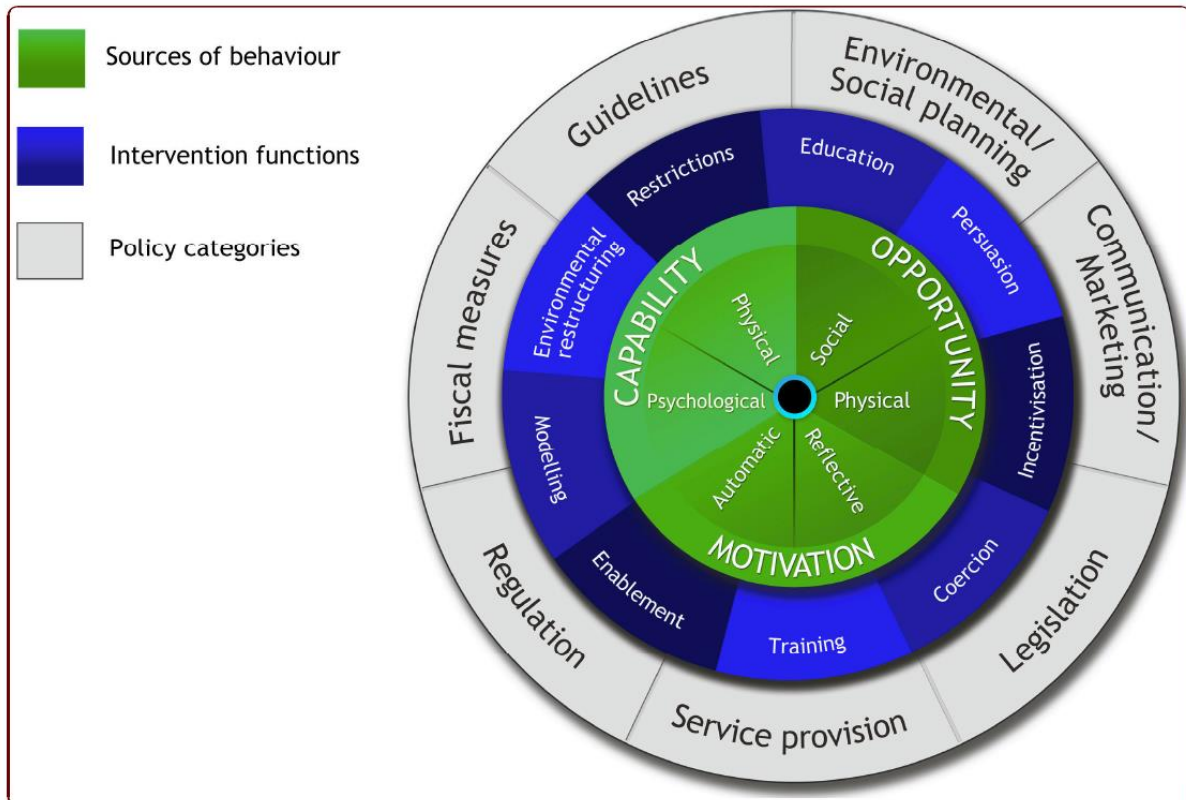 Sources of behaviour
Intervention functions
Policy categories
Guidelines
Environmental/
Social planning
Communication/
Marketing
Legislation
Service provision
Regulation
Fiscal measures
Restrictions
Education
Persuasion
Incentivisation
Coercion
Training
Enablement
Modelling
Environmental
restructuring
CAPABILITY
OPPORTUNITY
MOTIVATION
Physical
Social
Physical
Reflective
Automatic
Psychological